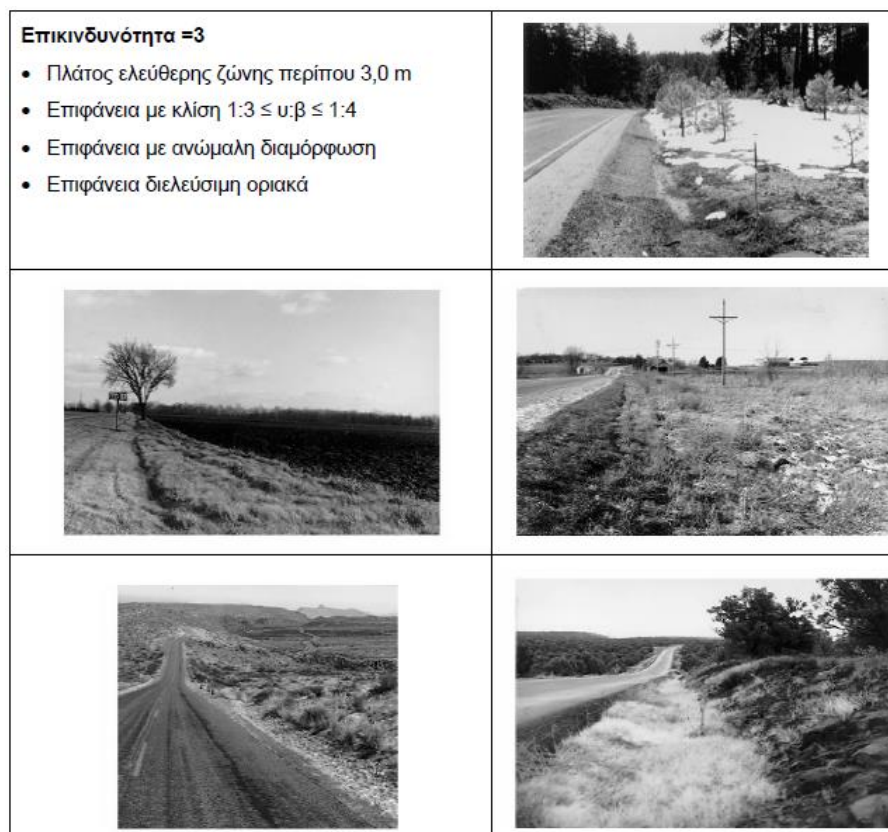 Επικινδυνότητα =3
• Πλάτος ελεύθερης ζώνης περίπου 3,0 m
• Επιφάνεια με κλίση 1:3 ≤ υ:β ≤ 1:4
• Επιφάνεια με ανώμαλη διαμόρφωση
• Επιφάνεια διελεύσιμη οριακά